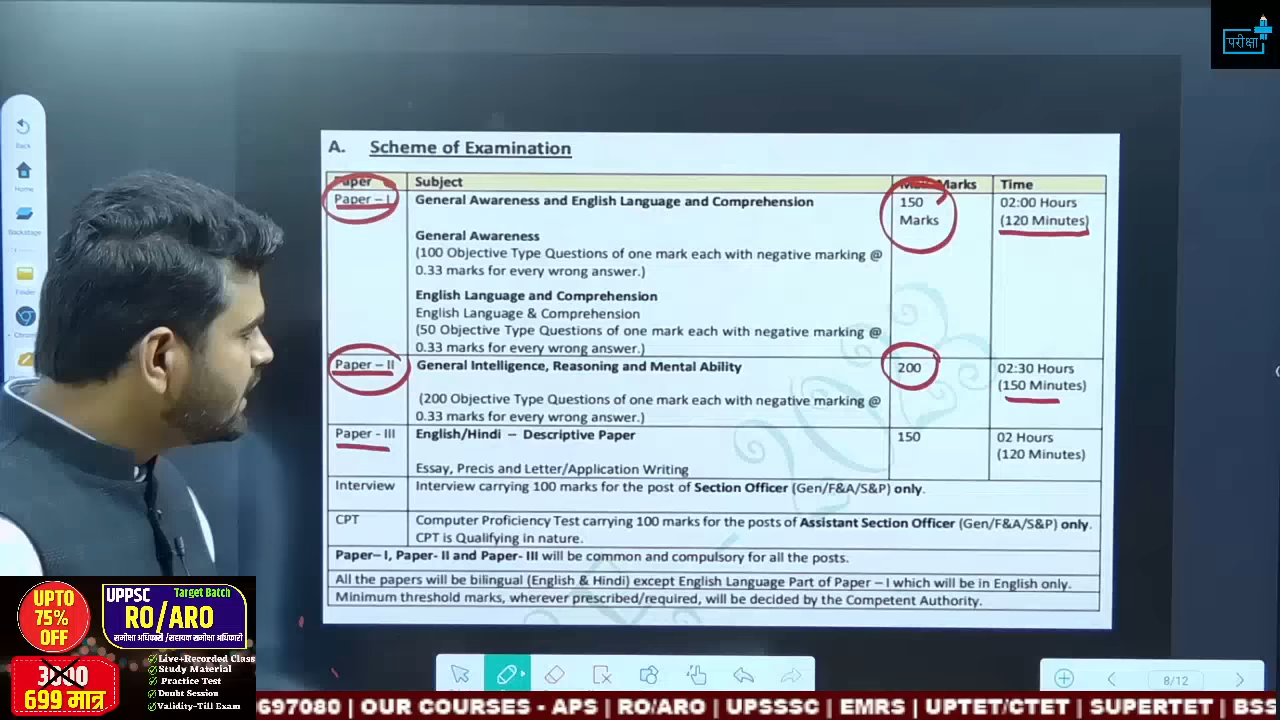 परीक्षा
Back
Home
Backstage
Finder
A. Scheme of Examination
Paper Subject Marks Time
Paper – I General Awareness and English Language and Comprehension 150 Marks 02:00 Hours (120 Minutes)
General Awareness
(100 Objective Type Questions of one mark each with negative marking @
0.33 marks for every wrong answer.)
English Language and Comprehension
English Language & Comprehension
(50 Objective Type Questions of one mark each with negative marking @
0.33 marks for every wrong answer.)
Paper – II General Intelligence, Reasoning and Mental Ability 200 02:30 Hours (150 Minutes)
(200 Objective Type Questions of one mark each with negative marking @
0.33 marks for every wrong answer.)
Paper - III English/Hindi – Descriptive Paper 150 02 Hours (120 Minutes)
Essay, Precis and Letter/Application Writing
Interview Interview carrying 100 marks for the post of Section Officer (Gen/F&A/S&P) only.
CPT Computer Proficiency Test carrying 100 marks for the posts of Assistant Section Officer (Gen/F&A/S&P) only.
CPT is Qualifying in nature.
Paper– I, Paper- II and Paper- III will be common and compulsory for all the posts.
All the papers will be bilingual (English & Hindi) except English Language Part of Paper – I which will be in English only.
Minimum threshold marks, wherever prescribed/required, will be decided by the Competent Authority.
8/12
UPTO
75%
OFF
UPPSC Target Batch
RO/ARO
समीक्षा अधिकारी/सहायक समीक्षा अधिकारी
699 मात्र
Live+Recorded Class
Study Material
Practice Test
Doubt Session
Validity-Till Exam
697080 | OUR COURSES - APS | RO/ARO | UPSSSC | EMRS | UPTET/CTET | SUPERTET | BSS